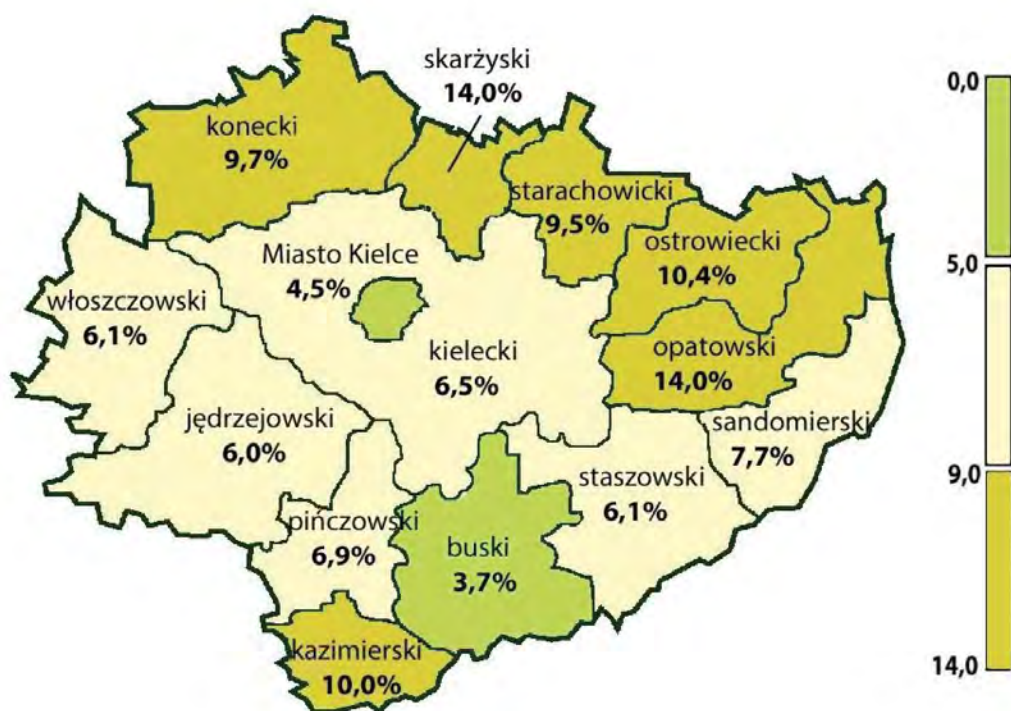 skarżyski
14,0%
konecki
9,7%
starachowicki
9,5%
ostrowiecki
10,4%
Miasto Kielce
4,5%
włoszczowski
6,1%
kielecki
6,5%
opatowski
14,0%
jędrzejowski
6,0%
sandomierski
7,7%
staszowski
6,1%
pińczowski
6,9%
buski
3,7%
kazimierski
10,0%
0,0
5,0
9,0
14,0